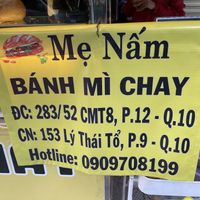 Mẹ Nấm
BÁNH MÌ CHAY
ĐC: 283/52 CMT8, P.12 - Q.10
CN: 153 Lý Thái Tổ, P.9 - Q.10
Hotline: 0909708199